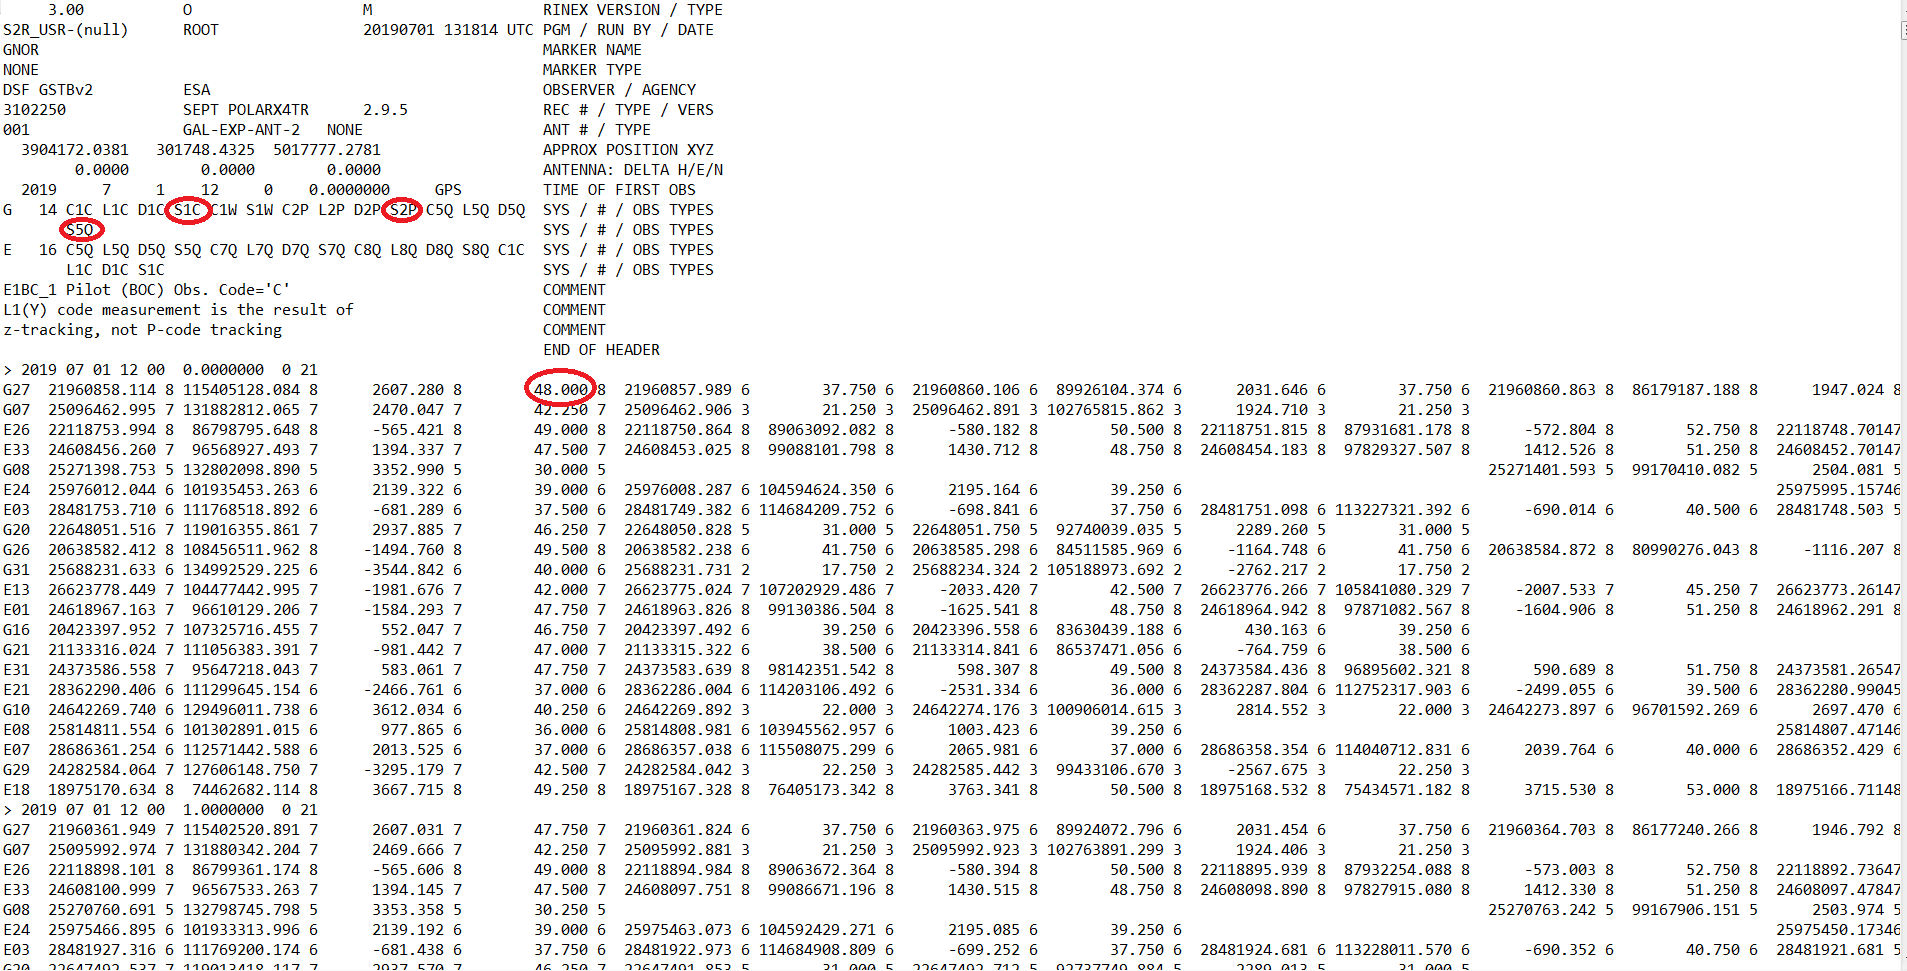 3.00 O M RINEX VERSION / TYPE
S2R_USR-(null) ROOT 20190701 131814 UTC PGM / RUN BY / DATE
GNOR MARKER NAME
NONE MARKER TYPE
DSF GSTBv2 ESA OBSERVER / AGENCY
3102250 SEPT POLARX4TR 2.9.5 REC # / TYPE / VERS
001 GAL-EXP-ANT-2 NONE ANT # / TYPE
3904172.0381 301748.4325 5017777.2781 APPROX POSITION XYZ
0.0000 0.0000 0.0000 ANTENNA: DELTA H/E/N
2019 7 1 12 0 0.0000000 GPS TIME OF FIRST OBS
G 14 C1C L1C D1C S1C C1W S1W C2P L2P D2P S2P C5Q L5Q D5Q SYS / # / OBS TYPES
S5Q SYS / # / OBS TYPES
E 16 C5Q L5Q D5Q S5Q C7Q L7Q D7Q S7Q C8Q L8Q D8Q S8Q C1C SYS / # / OBS TYPES
L1C D1C S1C SYS / # / OBS TYPES
E1BC_1 Pilot (BOC) Obs. Code='C' COMMENT
L1(Y) code measurement is the result of COMMENT
z-tracking, not P-code tracking COMMENT
END OF HEADER
> 2019 07 01 12 00 0.0000000 0 21
G27 21960858.114 8 115405128.084 8 2607.280 8 48.000 8 21960857.989 6 37.750 6 21960860.106 6 89926104.374 6 2031.646 6 37.750 6 21960860.863 8 86179187.188 8 1947.024 8
G07 25096462.995 7 131882812.065 7 2470.047 7 42.250 7 25096462.906 3 21.250 3 25096462.891 3 102765815.862 3 1924.710 3 21.250 3
E26 22118753.994 8 86798795.648 8 -565.421 8 49.000 8 22118750.864 8 89063092.082 8 -580.182 8 50.500 8 22118751.815 8 87931681.178 8 -572.804 8 52.750 8 22118748.70147
E33 24608456.260 7 96568927.493 7 1394.337 7 47.500 7 24608453.025 8 99088101.798 8 1430.712 8 48.750 8 24608454.183 8 97829327.507 8 1412.526 8 51.250 8 24608452.70147
G08 25271398.753 5 132802098.890 5 3352.990 5 30.000 5 25271401.593 5 99170410.082 5 2504.081 5
E24 25976012.044 6 101935453.263 6 2139.322 6 39.000 6 25976008.287 6 104594624.350 6 2195.164 6 39.250 6 25975995.15746
E03 28481753.710 6 111768518.892 6 -681.289 6 37.500 6 28481749.382 6 114684209.752 6 -698.841 6 37.750 6 28481751.098 6 113227321.392 6 -690.014 6 40.500 6 28481748.503 5
G20 22648051.516 7 119016355.861 7 2937.885 7 46.250 7 22648050.828 5 31.000 5 22648051.750 5 92740039.035 5 2289.260 5 31.000 5
G26 20638582.412 8 108456511.962 8 -1494.760 8 49.500 8 20638582.238 6 41.750 6 20638585.298 6 84511585.969 6 -1164.748 6 41.750 6 20638584.872 8 80990276.043 8 -1116.207 8
G31 25688231.633 6 134992529.225 6 -3544.842 6 40.000 6 25688231.731 2 17.750 2 25688234.324 2 105188973.692 2 -2762.217 2 17.750 2
E13 26623778.449 7 104477442.995 7 -1981.676 7 42.000 7 26623775.024 7 107202929.486 7 -2033.420 7 42.500 7 26623776.266 7 105841080.329 7 -2007.533 7 45.250 7 26623773.26147
E01 24618967.163 7 96610129.206 7 -1584.293 7 47.750 7 24618963.826 8 99130386.504 8 -1625.541 8 48.750 8 24618964.942 8 97871082.567 8 -1604.906 8 51.250 8 24618962.291 8
G16 20423397.952 7 107325716.455 7 552.047 7 46.750 7 20423397.492 6 39.250 6 20423396.558 6 83630439.188 6 430.163 6 39.250 6
G21 21133316.024 7 111056383.391 7 -981.442 7 47.000 7 21133315.322 6 38.500 6 21133314.841 6 86537471.056 6 -764.759 6 38.500 6
E31 24373586.558 7 95647218.043 7 583.061 7 47.750 7 24373583.639 8 98142351.542 8 598.307 8 49.500 8 24373584.436 8 96895602.321 8 590.689 8 51.750 8 24373581.26547
E21 28362290.406 6 111299645.154 6 -2466.761 6 37.000 6 28362286.004 6 114203106.492 6 -2531.334 6 36.000 6 28362287.804 6 112752317.903 6 -2499.055 6 39.500 6 28362280.99045
G10 24642269.740 6 129496011.738 6 3612.034 6 40.250 6 24642269.892 3 22.000 3 24642274.176 3 100906014.615 3 2814.552 3 22.000 3 24642273.897 6 96701592.269 6 2697.470 6
E08 25814811.554 6 101302891.015 6 977.865 6 36.000 6 25814808.981 6 103945562.957 6 1003.423 6 39.250 6 25814807.47146
E07 28686361.254 6 112571442.588 6 2013.525 6 37.000 6 28686357.038 6 115508075.299 6 2065.981 6 37.000 6 28686358.354 6 114040712.831 6 2039.764 6 40.000 6 28686352.429 6
G29 24282584.064 7 127606148.750 7 -3295.179 7 42.500 7 24282584.042 3 22.250 3 24282585.442 3 99433106.670 3 -2567.675 3 22.250 3
E18 18975170.634 8 74462682.114 8 3667.715 8 49.250 8 18975167.328 8 76405173.342 8 3763.341 8 50.500 8 18975168.532 8 75434571.182 8 3715.530 8 53.000 8 18975166.71148
> 2019 07 01 12 00 1.0000000 0 21
G27 21960361.949 7 115402520.891 7 2607.031 7 47.750 7 21960361.824 6 37.750 6 21960363.975 6 89924072.796 6 2031.454 6 37.750 6 21960364.703 8 86177240.266 8 1946.792 8
G07 25095992.974 7 131880342.204 7 2469.666 7 42.250 7 25095992.881 3 21.250 3 25095992.923 3 102763891.299 3 1924.406 3 21.250 3
E26 22118898.101 8 86799361.174 8 -565.606 8 49.000 8 22118894.984 8 89063672.364 8 -580.394 8 50.500 8 22118895.939 8 87932254.088 8 -573.003 8 52.750 8 22118892.73647
E33 24608100.999 7 96567533.263 7 1394.145 7 47.500 7 24608097.751 8 99086671.196 8 1430.515 8 48.750 8 24608098.890 8 97827915.080 8 1412.330 8 51.250 8 24608097.47847
G08 25270760.691 5 132798745.798 5 3353.358 5 30.250 5 25270763.242 5 99167906.151 5 2503.974 5
E24 25975466.895 6 101933313.996 6 2139.192 6 39.000 6 25975463.073 6 104592429.271 6 2195.085 6 39.250 6 25975450.17346
E03 28481927.316 6 111769200.174 6 -681.438 6 37.750 6 28481922.973 6 114684908.809 6 -699.252 6 37.750 6 28481924.681 6 113228011.570 6 -690.352 6 40.750 6 28481921.681 5
G20 22647492.537 7 119013418.117 7 2937.570 7 46.250 7 22647491.853 5 31.000 5 22647492.712 5 92737749.884 5 2289.013 5 31.000 5